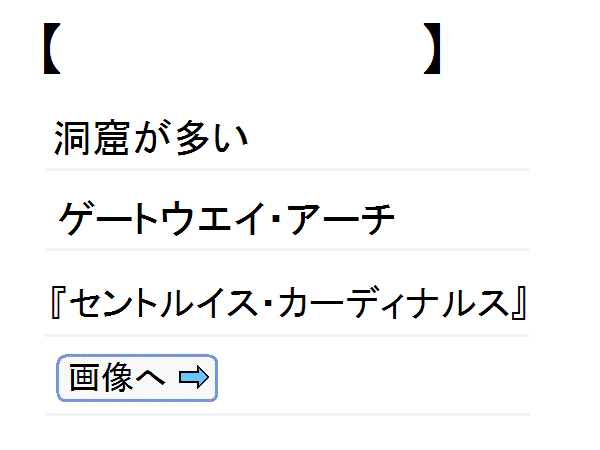 【　　　　　　　　】
洞窟が多い
ゲートウエイ・アーチ
『セントルイス・カーディナルス』
画像へ ⇨